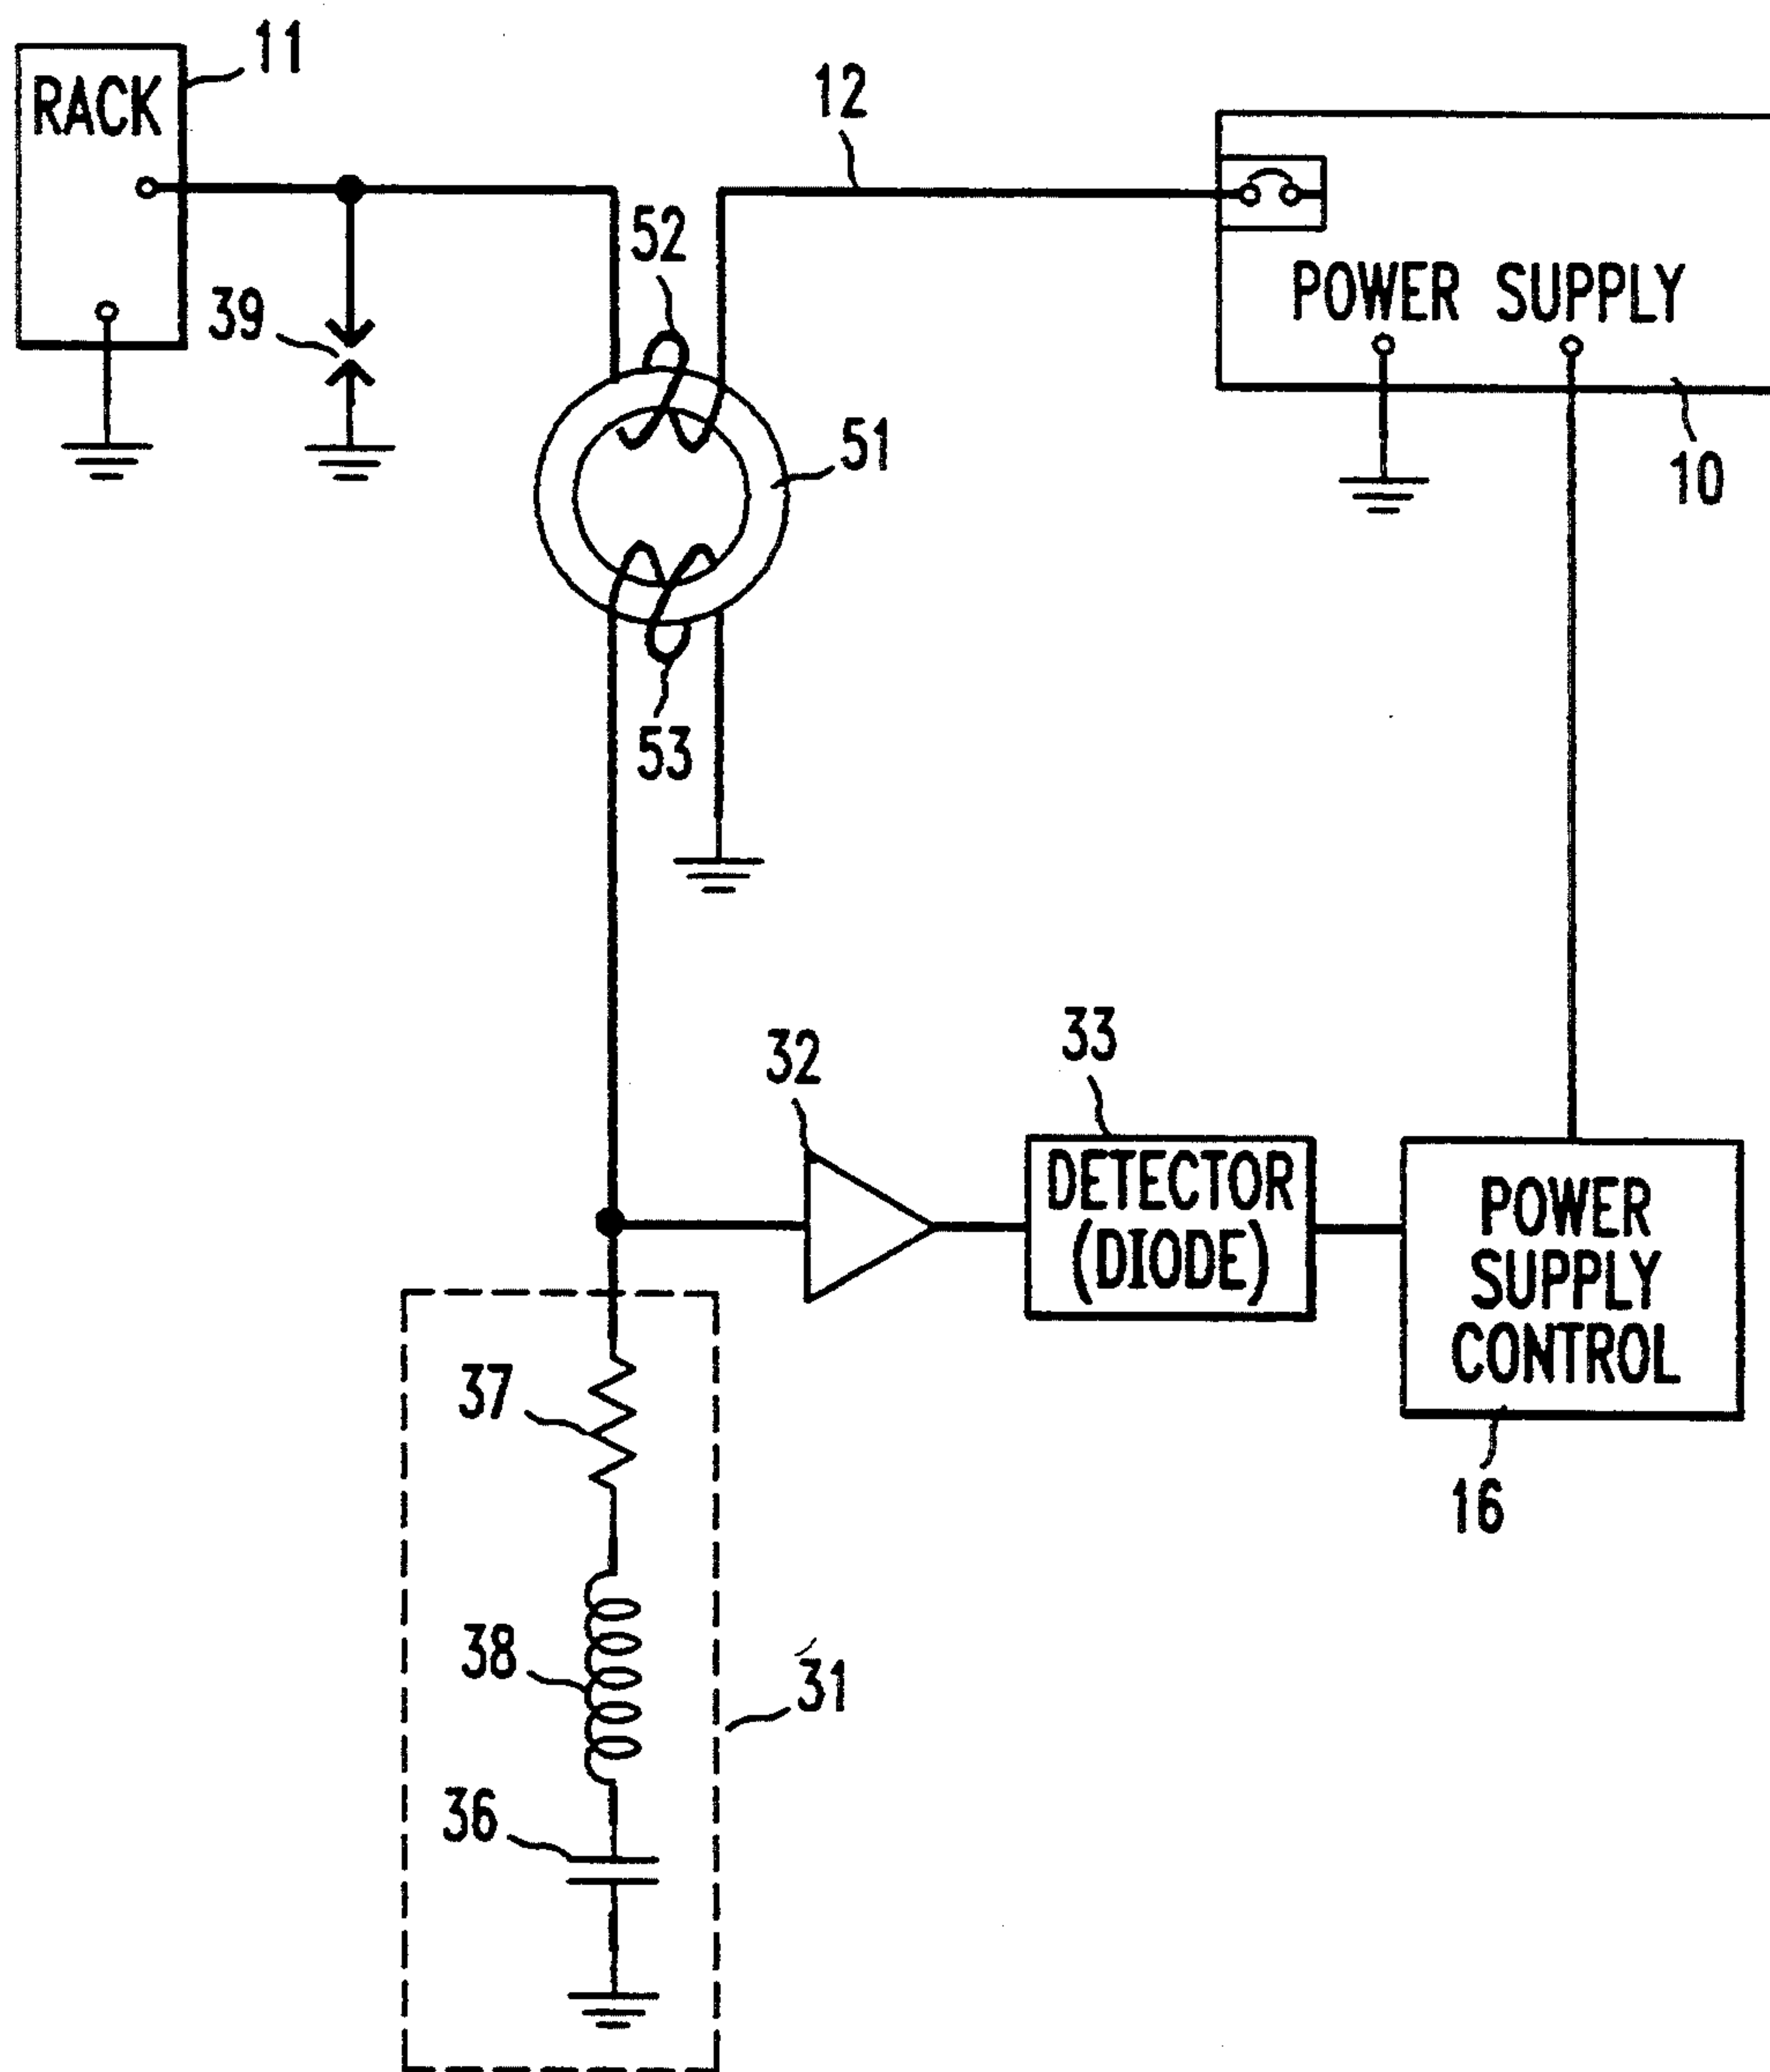 11
RACK
12
52
39
POWER SUPPLY
51
10
53
32
33
DETECTOR
(DIODE)
POWER
SUPPLY
CONTROL
37
16
38
31
36